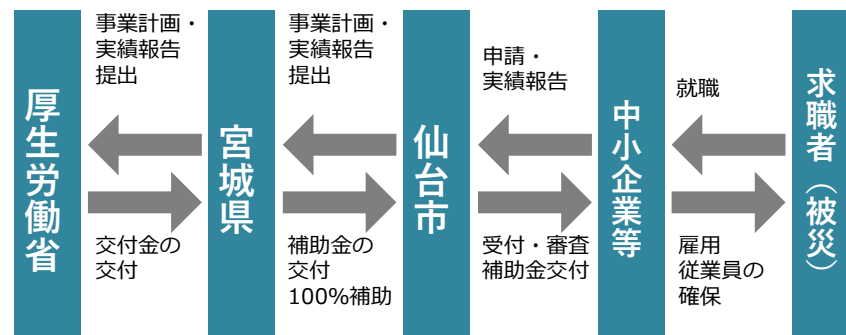 厚生労働省
事業計画・
実績報告
提出
交付金の
交付
宮城県
事業計画・
実績報告
提出
補助金の
交付
100%補助
仙台市
申請・
実績報告
受付・審査
補助金交付
中小企業等
就職
雇用
従業員の
確保
求職者（被災）